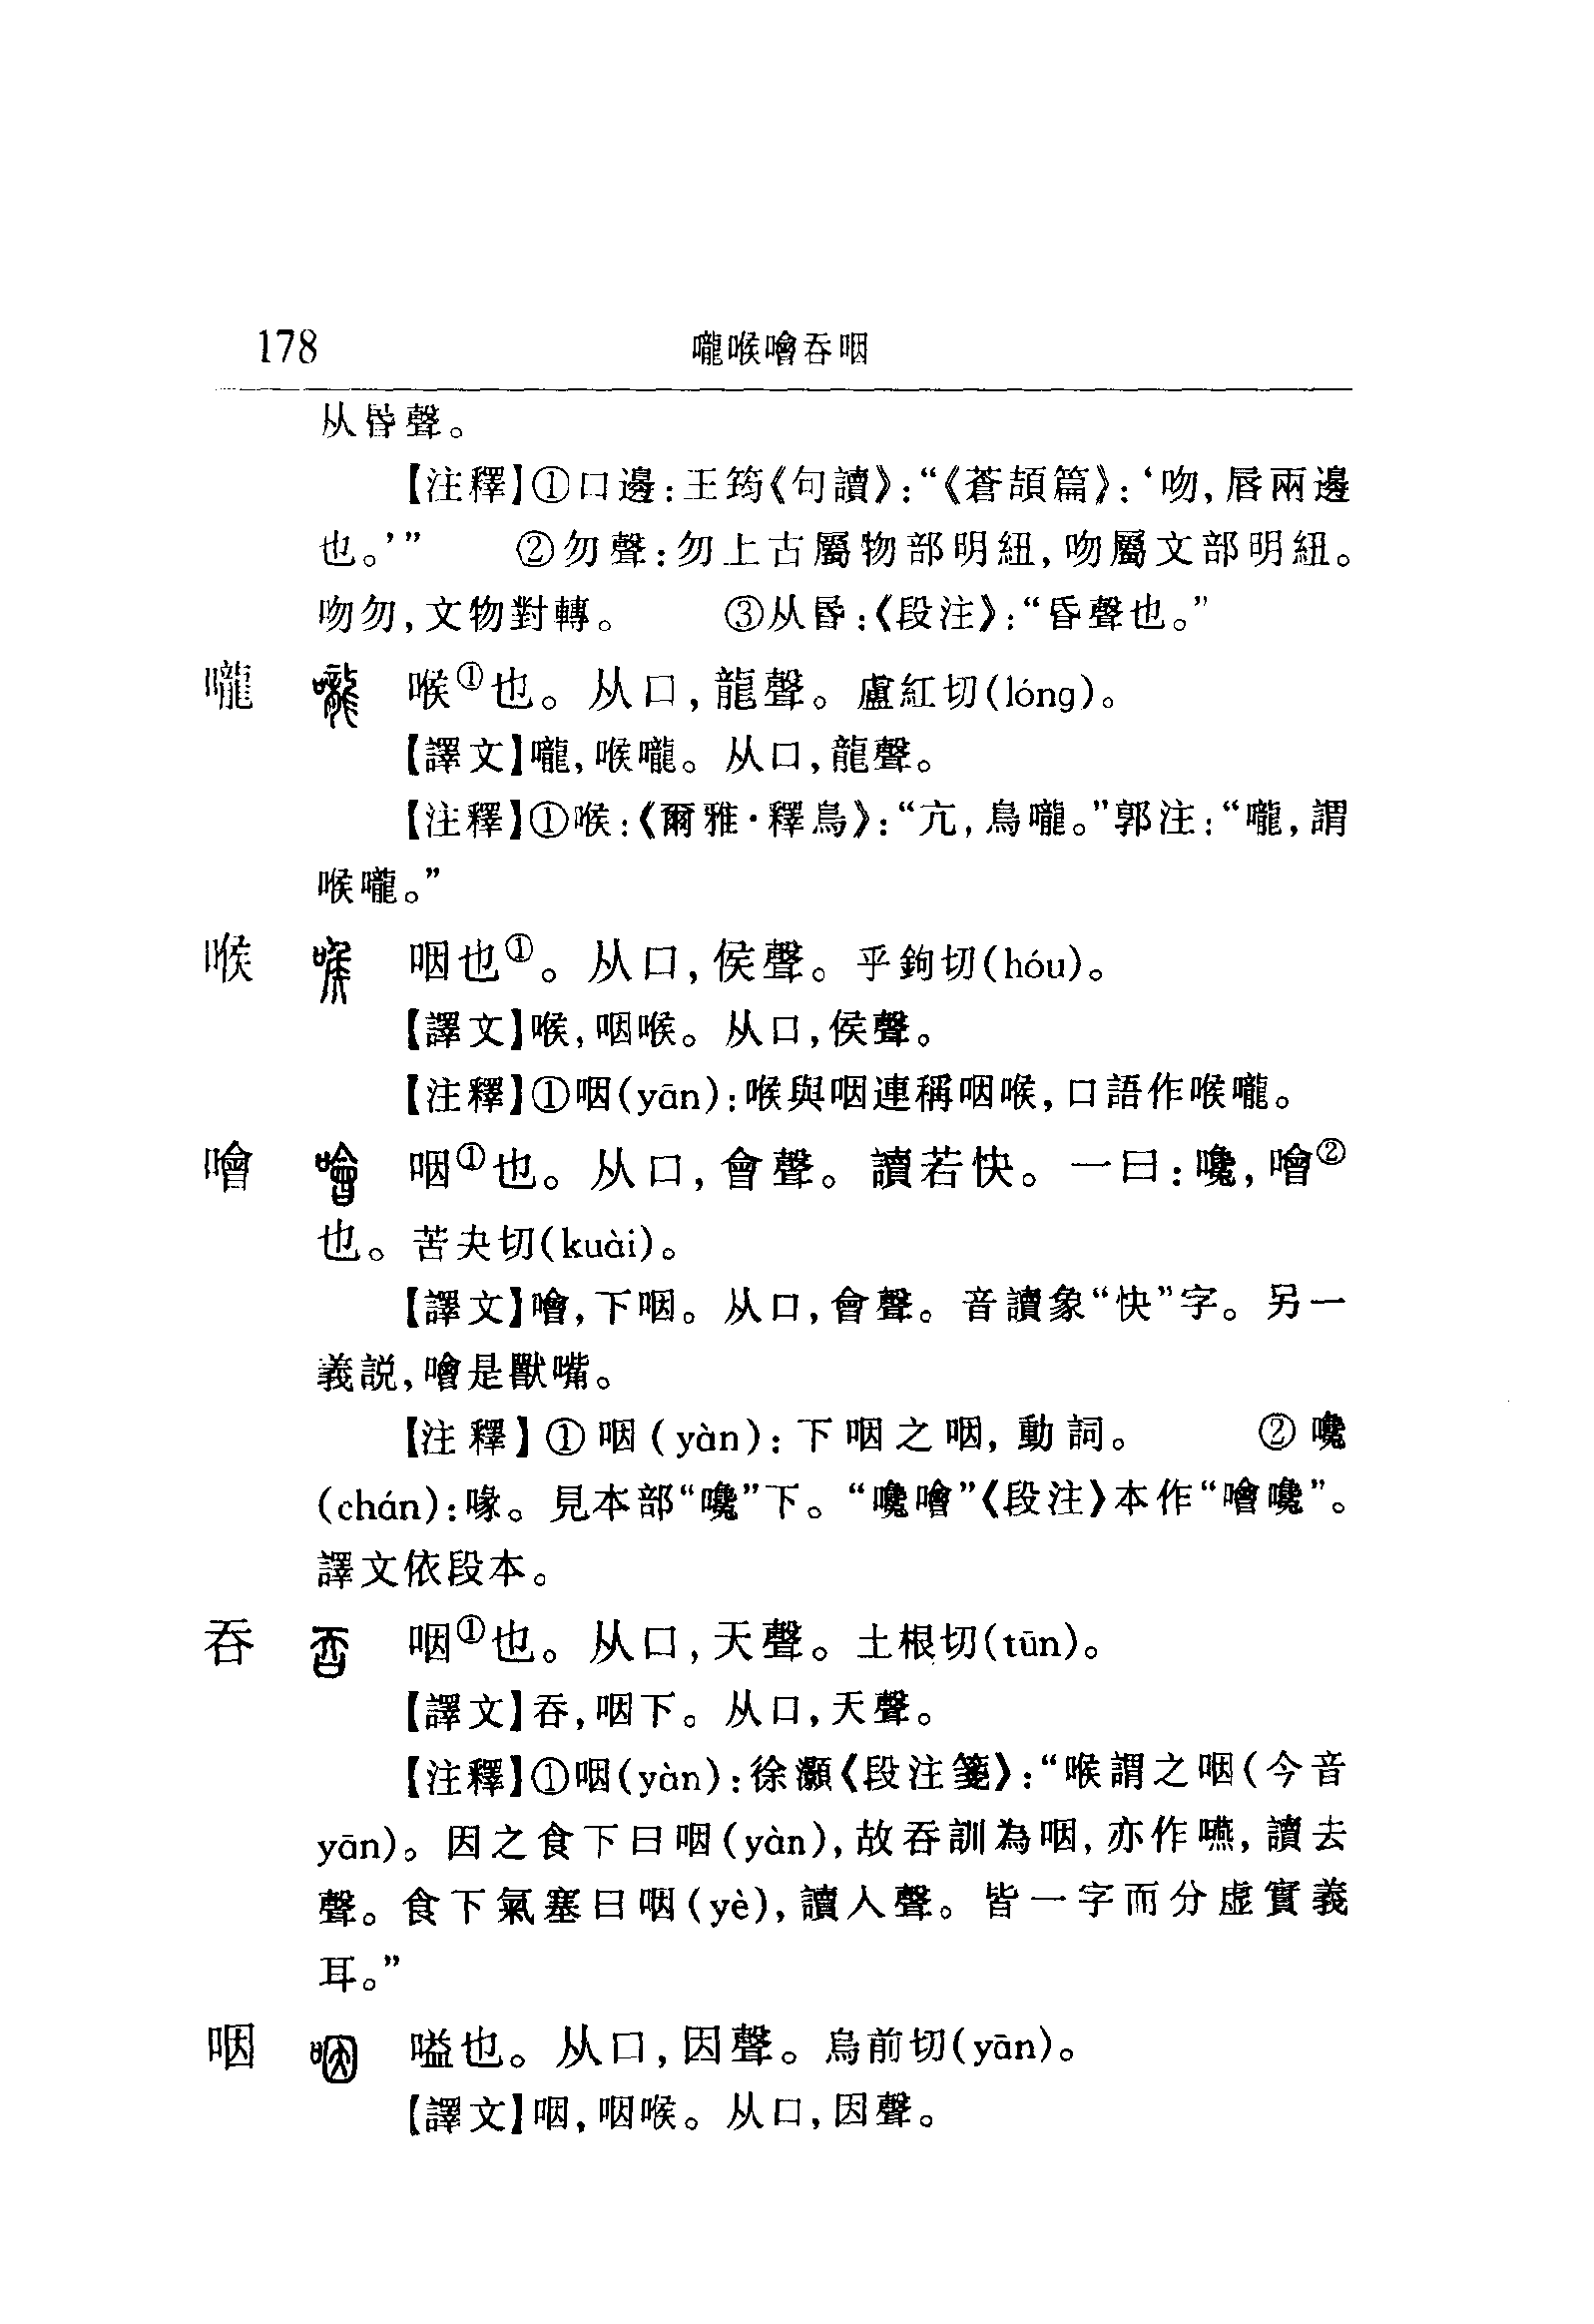 178 嚨喉噲吞咽
从昏聲。
【注釋】①口邊:王筠《句讀》:“《蒼頡篇》:‘吻,唇兩邊
也。’” ②勿聲:勿上古屬物部明紐,吻屬文部明紐。
吻勿,文物對轉。 ③从昬:《段注》:“昏聲也。”
嚨 喉①也。从口,龍聲。盧紅切(lóng)。
【譯文】嚨,喉嚨。从口,龍聲。
【注釋】①喉:《爾雅·釋鳥》:“亢,鳥嚨。”郭注:“嚨,謂
喉嚨。”
喉 咽也①。从口,侯聲。乎鉤切(hóu)。
【譯文】喉,咽喉。从口,侯聲。
【注釋】①咽(yān):喉與咽連稱咽喉,口語作喉嚨。
噲 咽①也。从口,會聲。讀若快。一曰:嚵,噲②
也。苦夬切(kuài)。
【譯文】噲,下咽。从口,會聲。音讀象“快”字。另一
義説,噲是獸嘴。
【注釋】①咽(yàn):下咽之咽,動詞。 ②嚵
(chán):喙。見本部“嚵”下。“嚵噲”《段注》本作“噲嚵”。
譯文依段本。
吞 咽①也。从口,天聲。土根切(tūn)。
【譯文】吞,咽下。从口,天聲。
【注釋】①咽(yàn):徐灝《段注箋》:“喉謂之咽(今音
yān)。因之食下曰咽(yàn),故吞訓為咽,亦作嚥,讀去
聲。食下氣塞曰咽(yè),讀人聲。皆一字而分虛實義
耳。”
咽 嗌也。从口,因聲。烏前切(yān)。
【譯文】咽,咽喉。从口,因聲。